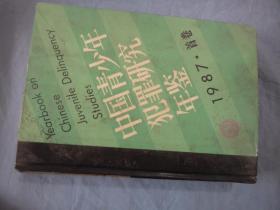 Yearbook on
Chinese
Juvenile Delinquency
Studies
中国青少年
犯罪研究
年鉴
1987·首卷